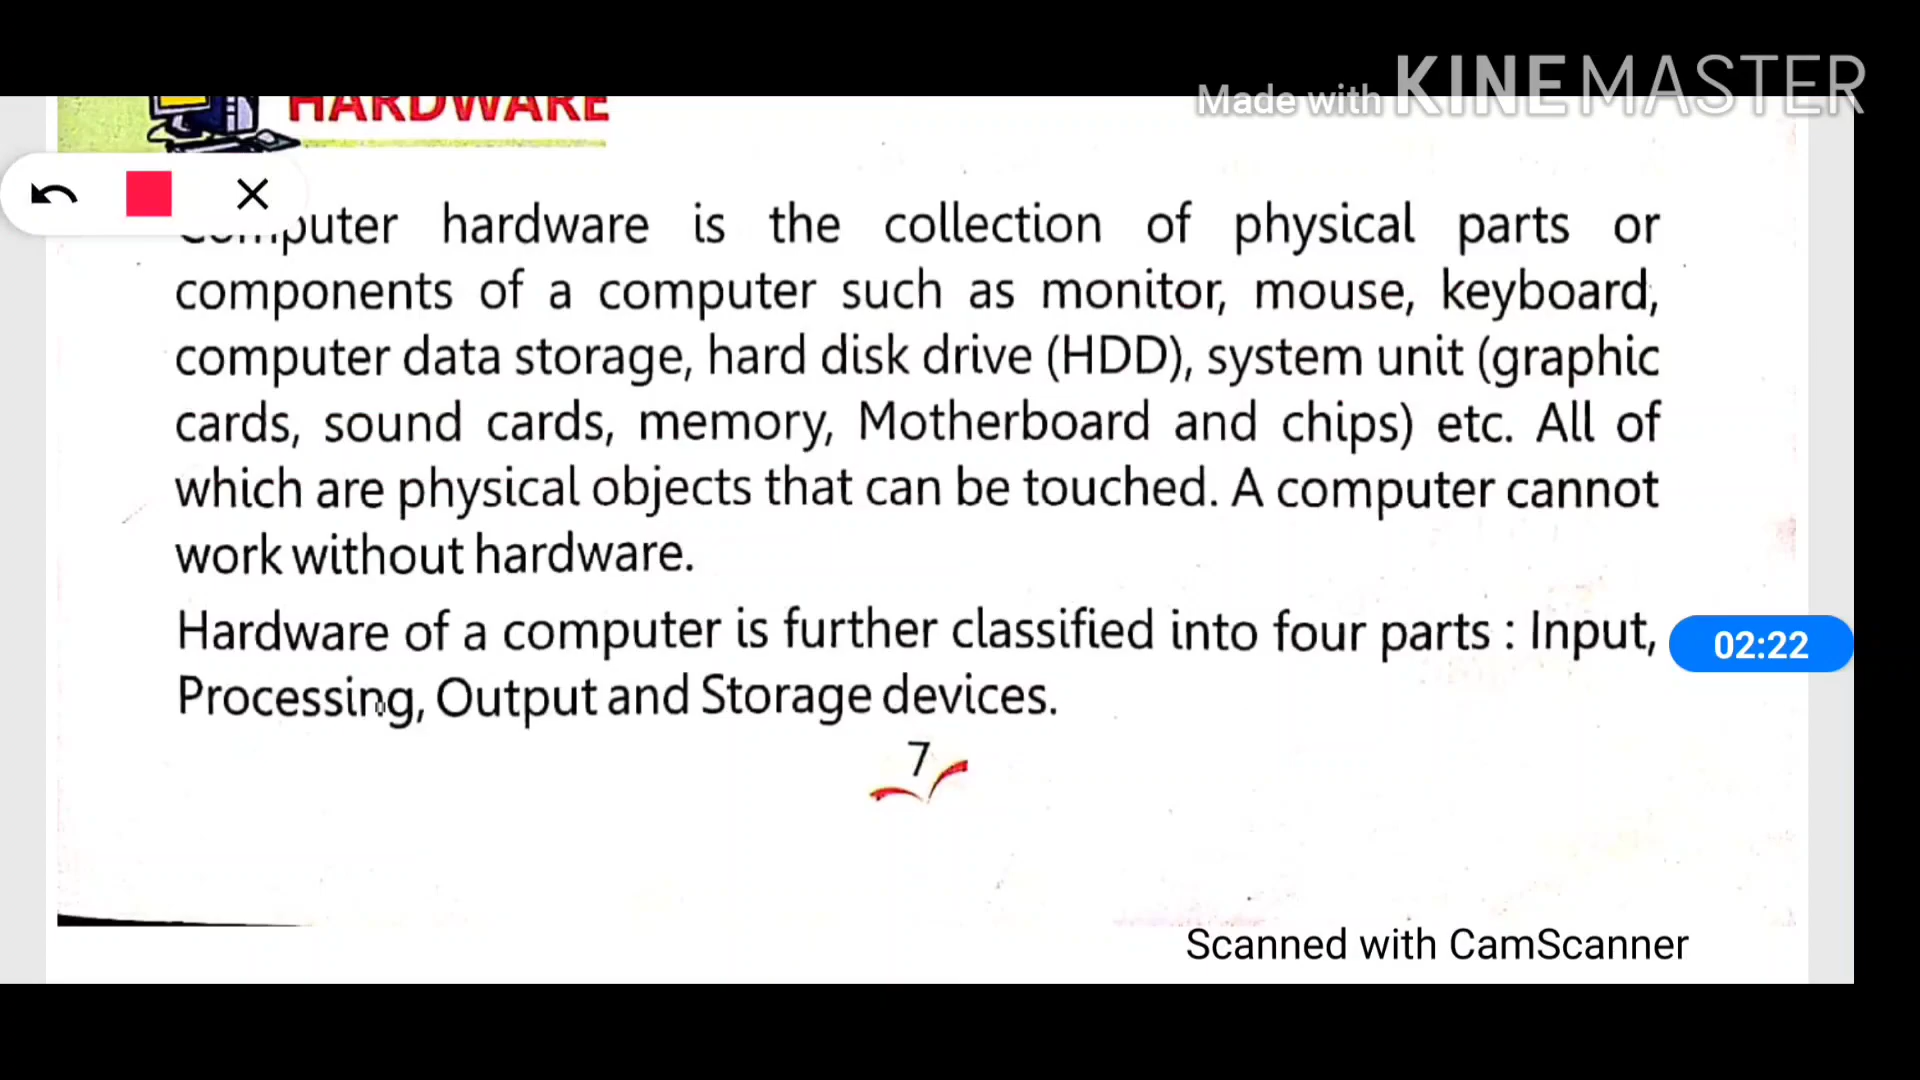 Made with KINEMASTER
HARDWARE
Computer hardware is the collection of physical parts or
components of a computer such as monitor, mouse, keyboard,
computer data storage, hard disk drive (HDD), system unit (graphic
cards, sound cards, memory, Motherboard and chips) etc. All of
which are physical objects that can be touched. A computer cannot
work without hardware.
Hardware of a computer is further classified into four parts : Input,
02:22
Processing, Output and Storage devices.
7
Scanned with CamScanner